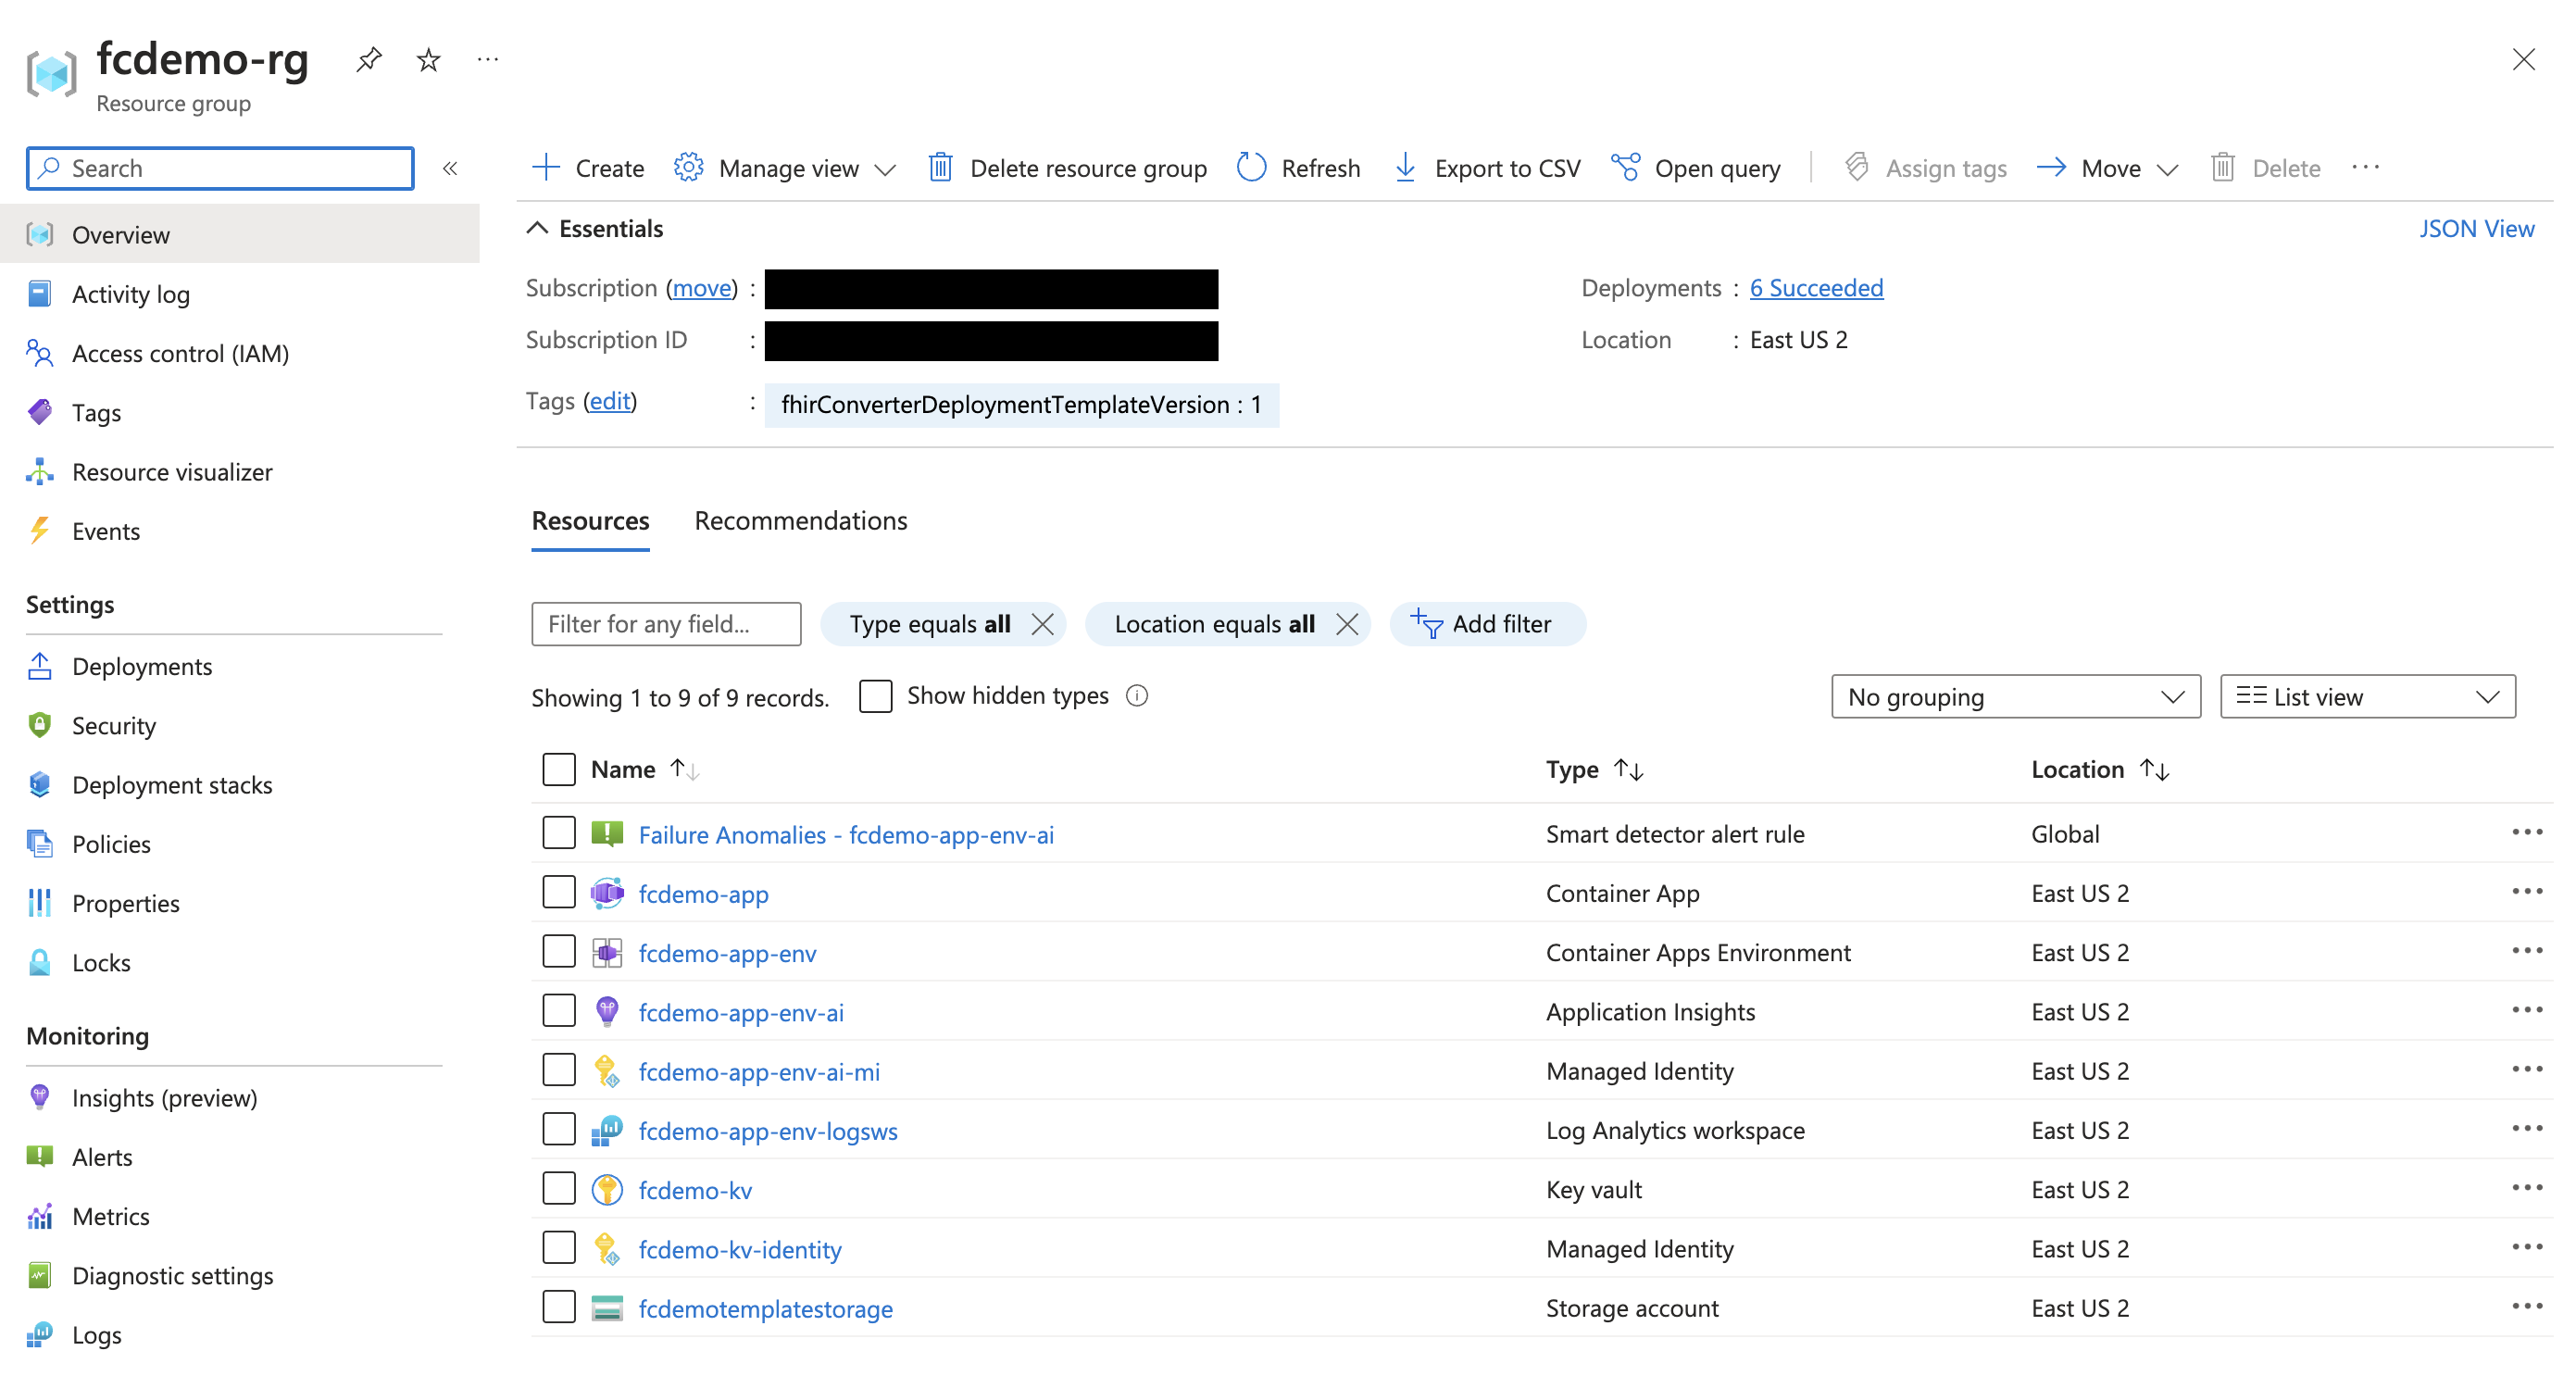 fcdemo-rg
Resource group
Search
Create Manage view Delete resource group Refresh Export to CSV Open query Assign tags Move Delete
Overview
Activity log
Access control (IAM)
Tags
Resource visualizer
Events
Settings
Deployments
Security
Deployment stacks
Policies
Properties
Locks
Monitoring
Insights (preview)
Alerts
Metrics
Diagnostic settings
Logs
Essentials JSON View
Subscription (move) : Deployments : 6 Succeeded
Subscription ID : Location : East US 2
Tags (edit) : fhirConverterDeploymentTemplateVersion : 1
Resources Recommendations
Filter for any field... Type equals all Location equals all Add filter
Showing 1 to 9 of 9 records. Show hidden types No grouping List view
Name Type Location
Failure Anomalies - fcdemo-app-env-ai Smart detector alert rule Global
fcdemo-app Container App East US 2
fcdemo-app-env Container Apps Environment East US 2
fcdemo-app-env-ai Application Insights East US 2
fcdemo-app-env-ai-mi Managed Identity East US 2
fcdemo-app-env-logsws Log Analytics workspace East US 2
fcdemo-kv Key vault East US 2
fcdemo-kv-identity Managed Identity East US 2
fcdemotemplatestorage Storage account East US 2